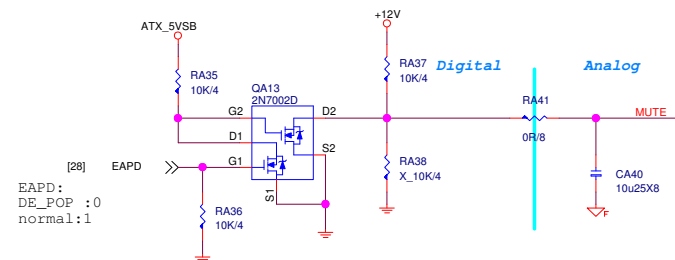 ATX_5VSB
+12V
RA35
10K/4
QA13
2N7002D
RA37
10K/4
Digital
Analog
RA41
MUTE
G2
D2
D1
S2
0R/8
[28] EAPD
G1
S1
RA38
X_10K/4
CA40
10u25X8
EAPD:
DE_POP :0
normal:1
RA36
10K/4
F